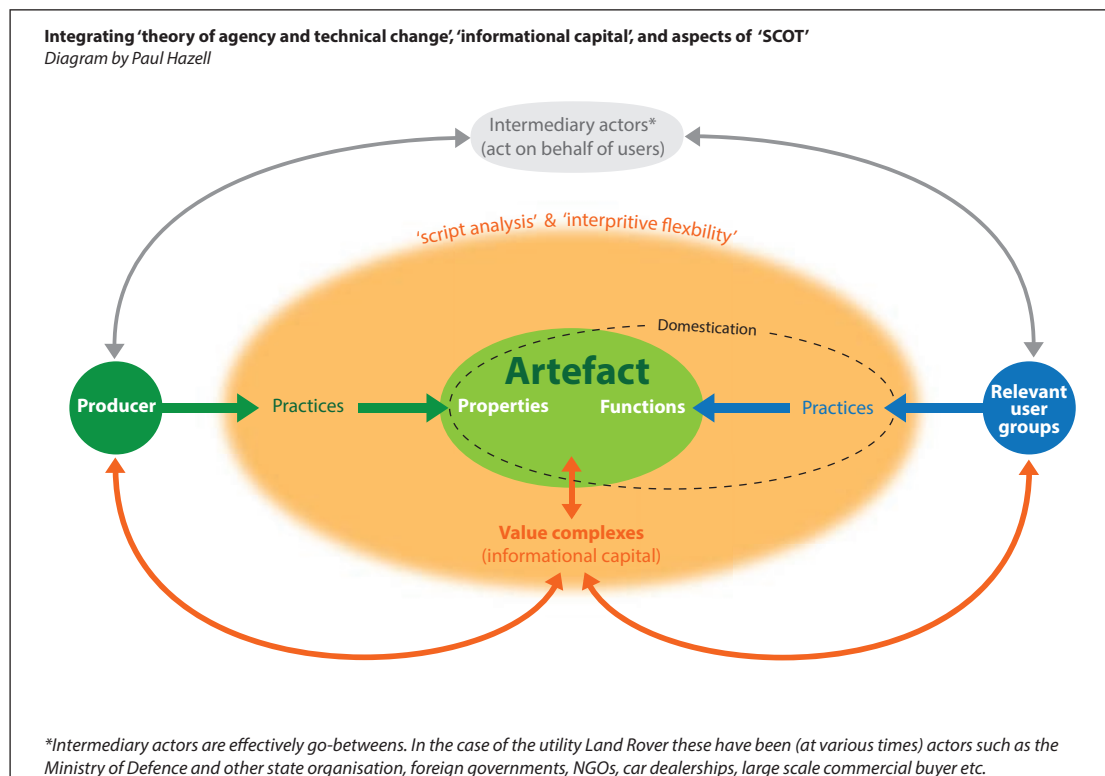 Integrating ‘theory of agency and technical change’, ‘informational capital’, and aspects of ‘SCOT’
Diagram by Paul Hazell
Intermediary actors*
(act on behalf of users)
‘script analysis’ & ‘interpritive flexbility’
Domestication
Artefact
Producer
Practices
Properties
Functions
Practices
Relevant
user
groups
Value complexes
(informational capital)
*Intermediary actors are effectively go-betweens. In the case of the utility Land Rover these have been (at various times) actors such as the
Ministry of Defence and other state organisation, foreign governments, NGOs, car dealerships, large scale commercial buyer etc.